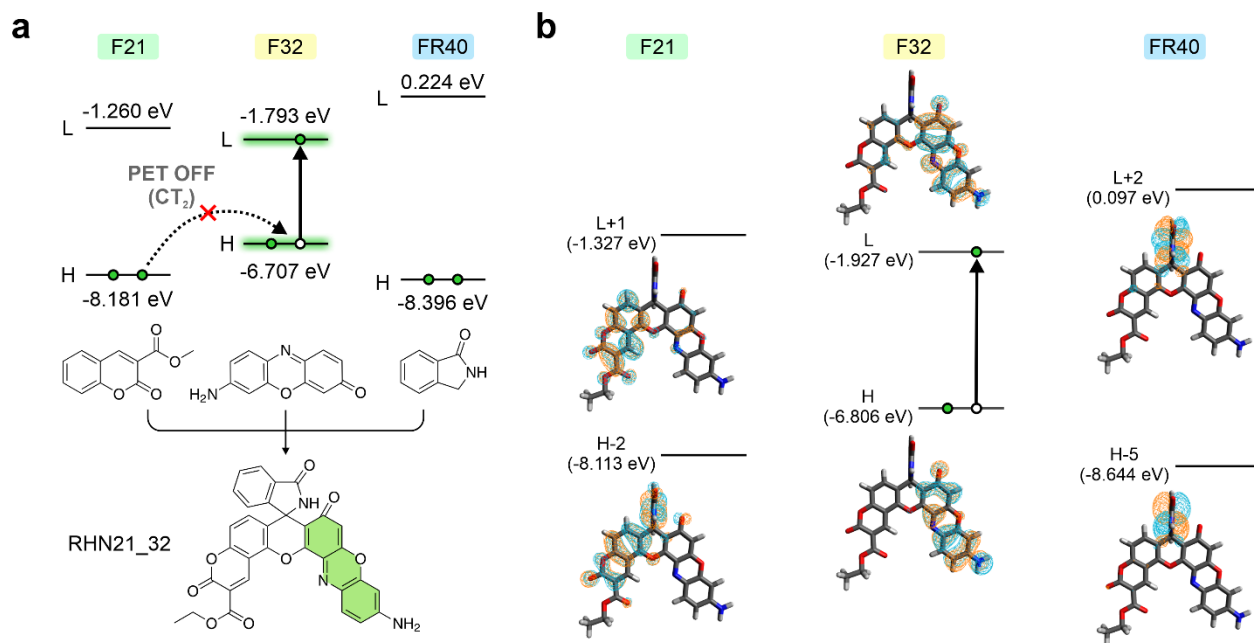 a
F21
F32
FR40
-1.260 eV
L
-1.793 eV
L
0.224 eV
L
PET OFF
(CT₂)
H
-8.181 eV
H
-6.707 eV
H
-8.396 eV
O
O
CH₃
O
O
N
H₂N
O
O
O
NH
RHN21_32
O
NH
O
O
O
O
O
O
O
N
NH₂
b
F21
F32
FR40
L+1
(-1.327 eV)
H-2
(-8.113 eV)
L
(-1.927 eV)
H
(-6.806 eV)
L+2
(0.097 eV)
H-5
(-8.644 eV)